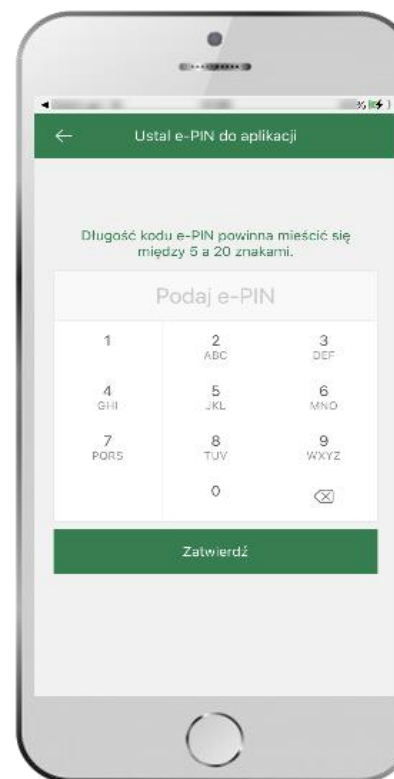 Ustal e-PIN do aplikacji
Długość kodu e-PIN powinna mieścić się
między 5 a 20 znakami.
Podaj e-PIN
1 2 3
ABC DEF
4 5 6
GHI JKL MNO
7 8 9
PQRS TUV WXYZ
0
Zatwierdź